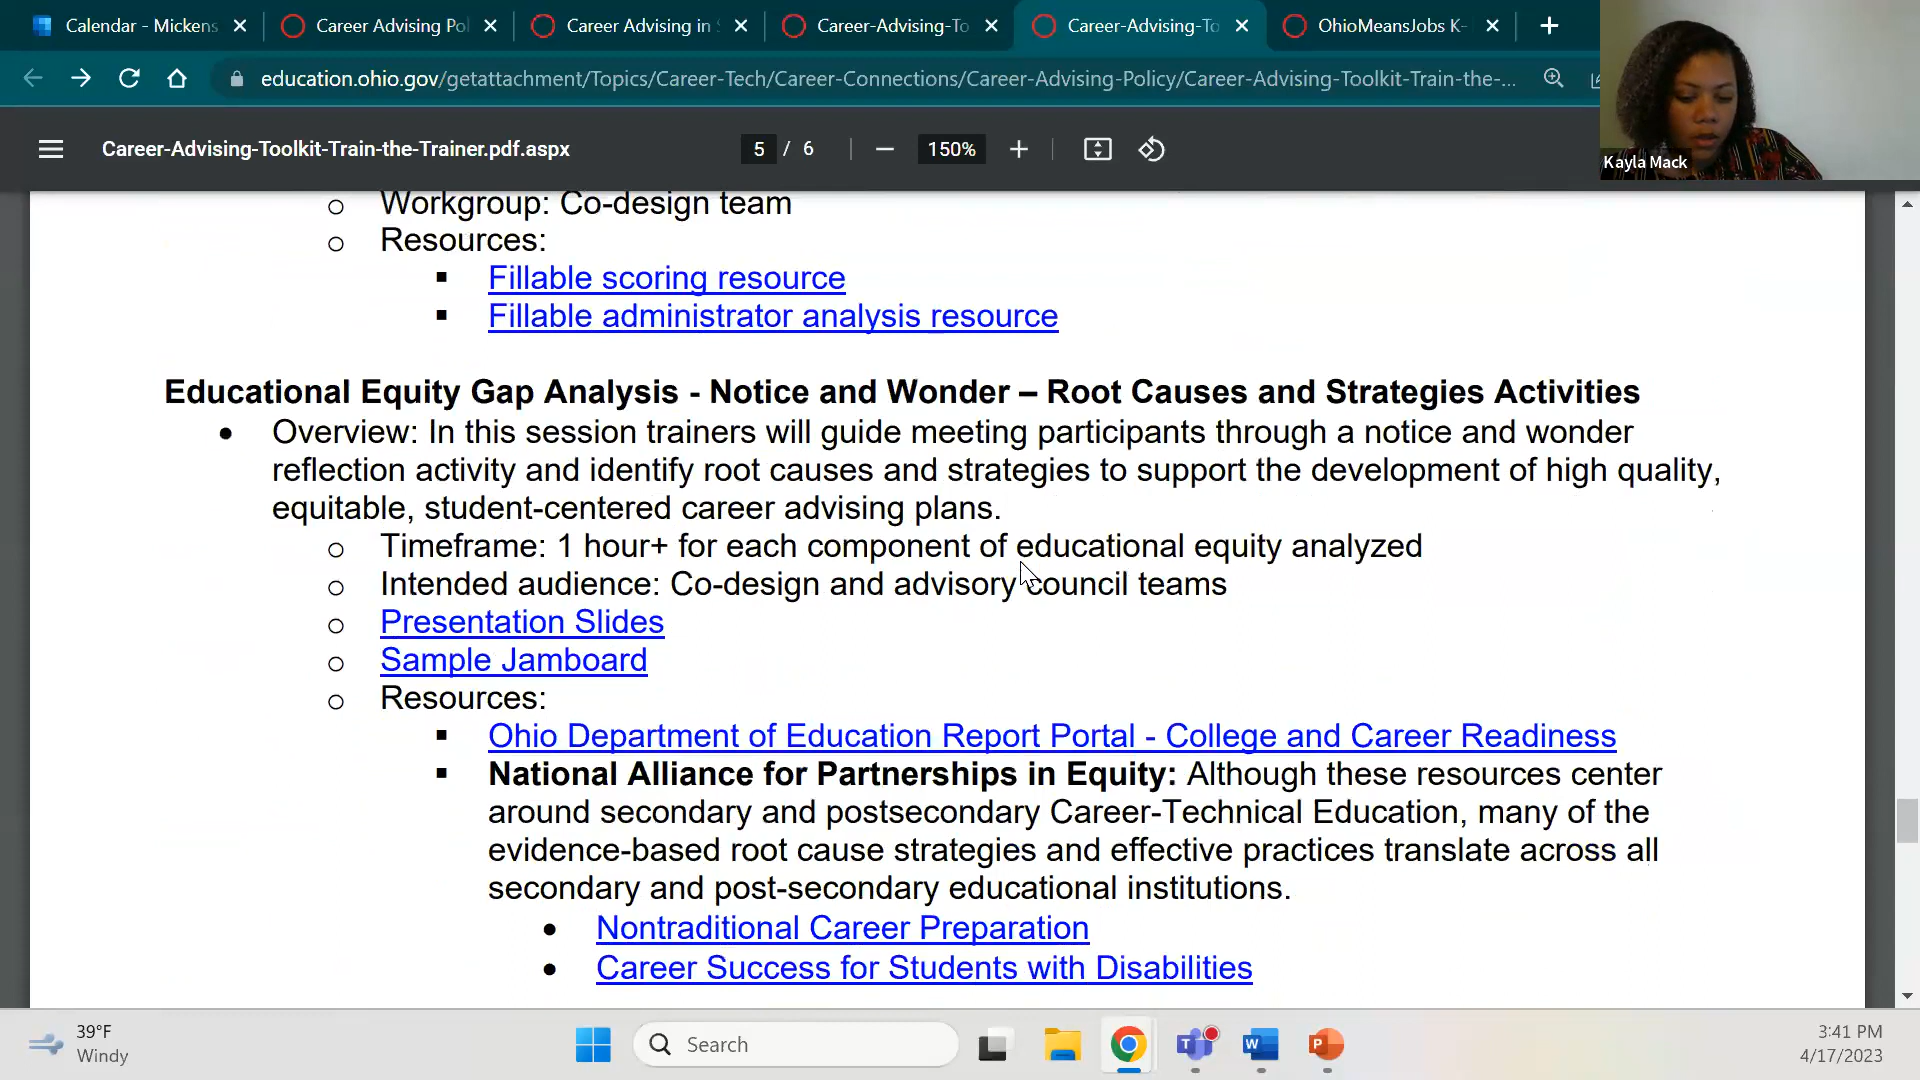 Calendar - Mickens
Career Advising Pol
Career Advising in S
Career-Advising-To
Career-Advising-To
OhioMeansJobs K-
education.ohio.gov/getattachment/Topics/Career-Tech/Career-Connections/Career-Advising-Policy/Career-Advising-Toolkit-Train-the-...
Career-Advising-Toolkit-Train-the-Trainer.pdf.aspx
5 / 6
150%
Kayla Mack
Workgroup: Co-design team
Resources:
Fillable scoring resource
Fillable administrator analysis resource
Educational Equity Gap Analysis - Notice and Wonder – Root Causes and Strategies Activities
Overview: In this session trainers will guide meeting participants through a notice and wonder
reflection activity and identify root causes and strategies to support the development of high quality,
equitable, student-centered career advising plans.
Timeframe: 1 hour+ for each component of educational equity analyzed
Intended audience: Co-design and advisory council teams
Presentation Slides
Sample Jamboard
Resources:
Ohio Department of Education Report Portal - College and Career Readiness
National Alliance for Partnerships in Equity: Although these resources center
around secondary and postsecondary Career-Technical Education, many of the
evidence-based root cause strategies and effective practices translate across all
secondary and post-secondary educational institutions.
Nontraditional Career Preparation
Career Success for Students with Disabilities
39°F
Windy
Search
3:41 PM
4/17/2023